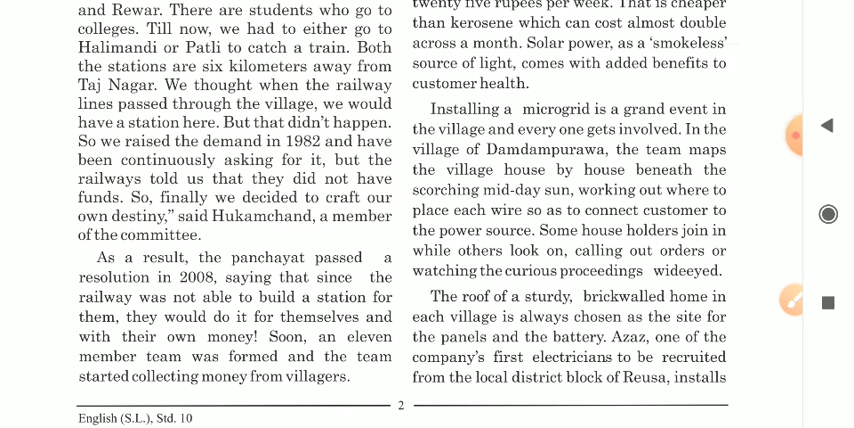 and Rewar. There are students who go to
colleges. Till now, we had to either go to
Halimandi or Patli to catch a train. Both
the stations are six kilometers away from
Taj Nagar. We thought when the railway
lines passed through the village, we would
have a station here. But that didn't happen.
So we raised the demand in 1982 and have
been continuously asking for it, but the
railways told us that they did not have
funds. So, finally we decided to craft our
own destiny,” said Hukamchand, a member
of the committee.
As a result, the panchayat passed a
resolution in 2008, saying that since the
railway was not able to build a station for
them, they would do it for themselves and
with their own money! Soon, an eleven
member team was formed and the team
started collecting money from villagers.
twenty five rupees per week. That is cheaper
than kerosene which can cost almost double
across a month. Solar power, as a ‘smokeless’
source of light, comes with added benefits to
customer health.
Installing a microgrid is a grand event in
the village and every one gets involved. In the
village of Damdampurawa, the team maps
the village house by house beneath the
scorching mid-day sun, working out where to
place each wire so as to connect customer to
the power source. Some house holders join in
while others look on, calling out orders or
watching the curious proceedings wideeyed.
The roof of a sturdy, brickwalled home in
each village is always chosen as the site for
the panels and the battery. Azaz, one of the
company's first electricians to be recruited
from the local district block of Reusa, installs
2
English (S.L.), Std. 10